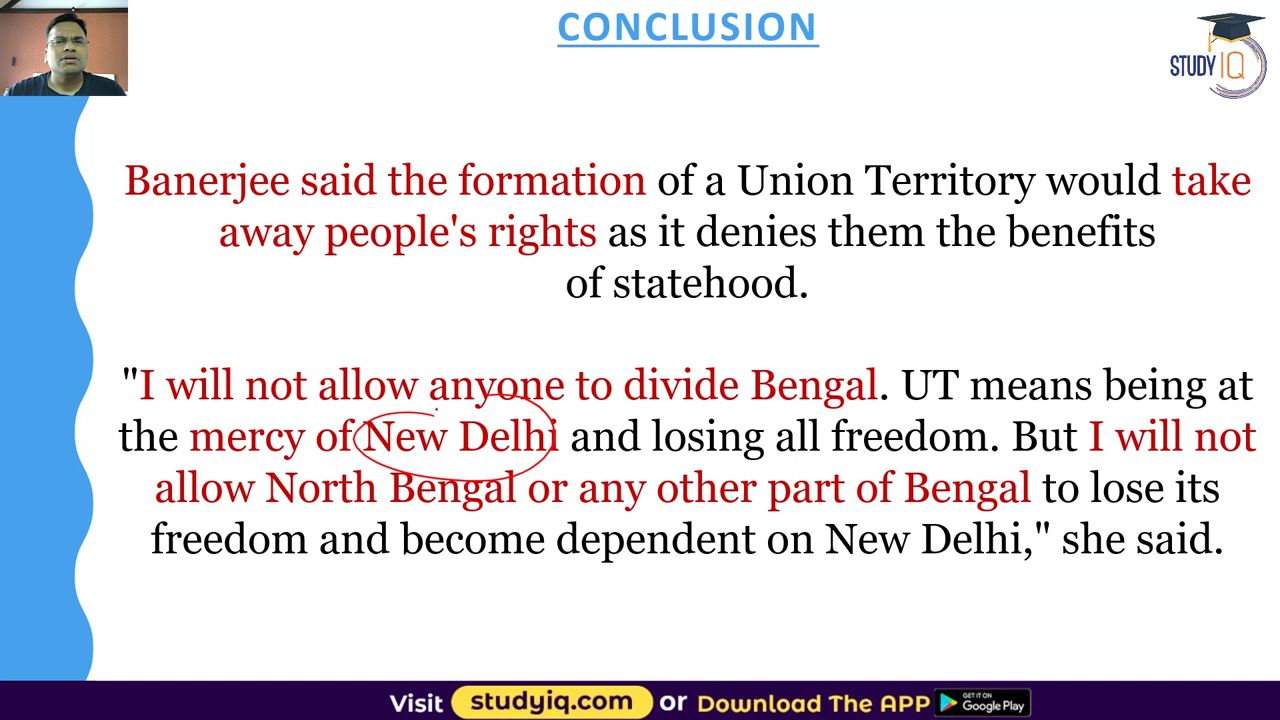 CONCLUSION
STUDY IQ
Banerjee said the formation of a Union Territory would take
away people's rights as it denies them the benefits
of statehood.
"I will not allow anyone to divide Bengal. UT means being at
the mercy of New Delhi and losing all freedom. But I will not
allow North Bengal or any other part of Bengal to lose its
freedom and become dependent on New Delhi," she said.
Visit studyiq.com or Download The APP GET IT ON Google Play